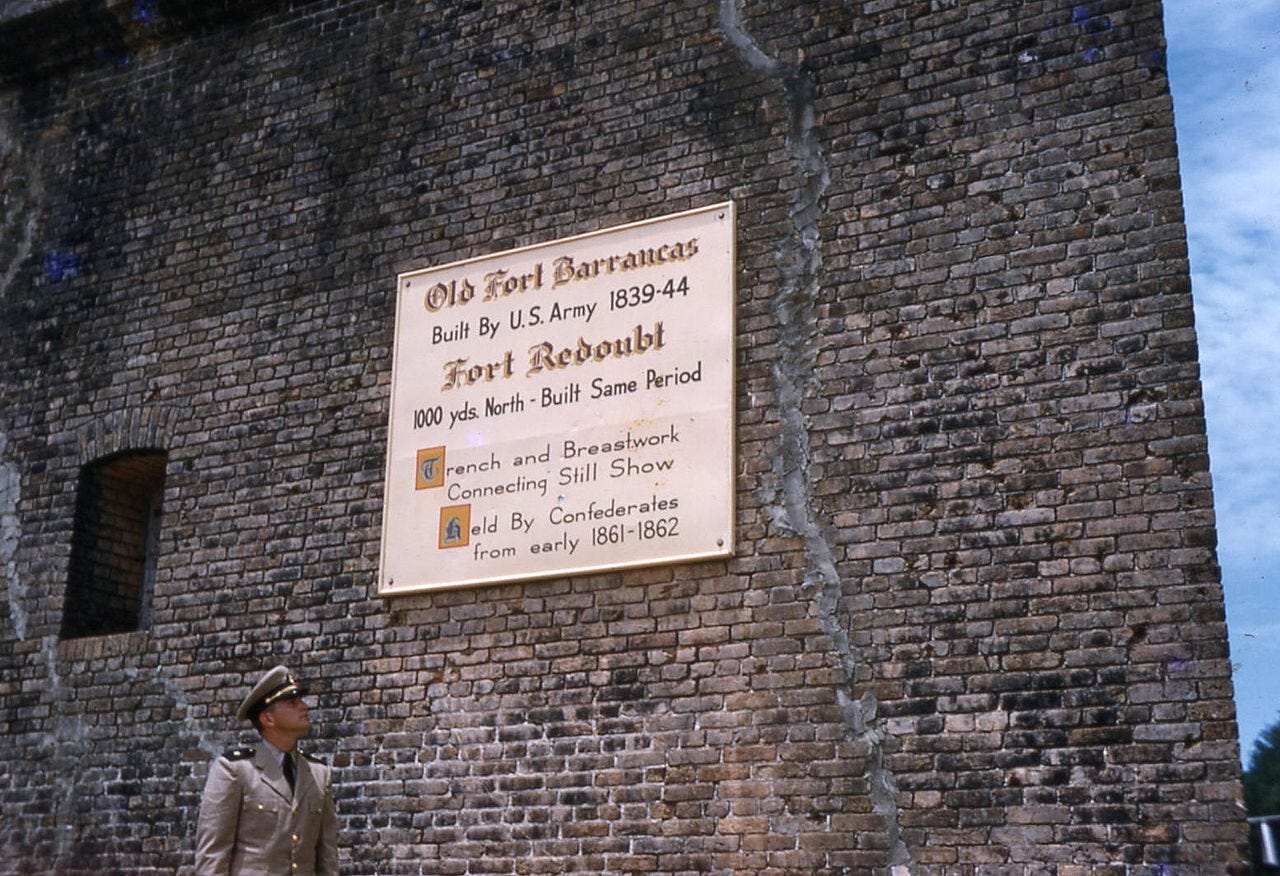 Old Fort Barrancas
Built By U.S. Army 1839-44
Fort Redoubt
1000 yds. North - Built Same Period
Trench and Breastwork
Connecting Still Show
Held By Confederates
from early 1861-1862